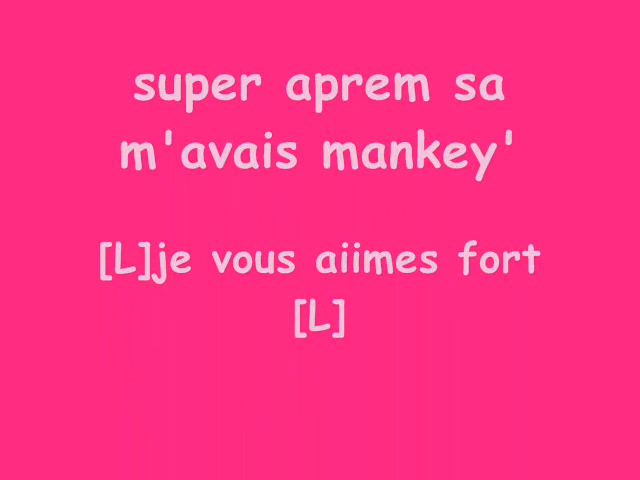 super aprem sa
m'avais mankey'
[L]je vous aiimes fort
[L]